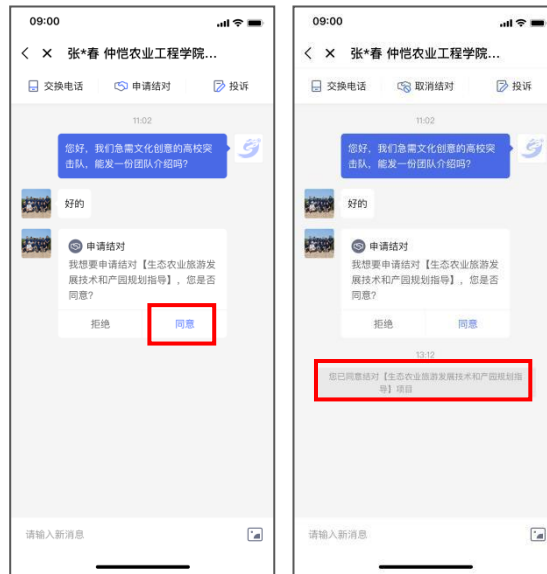 09:00
张*春 仲恺农业工程学院...
交换电话
申请结对
投诉
11:02
您好，我们急需文化创意的高校突
击队，能发一份团队介绍吗？
好的
申请结对
我想要申请结对【生态农业旅游发
展技术和产园规划指导】，您是否
同意？
拒绝
同意
请输入新消息
09:00
张*春 仲恺农业工程学院...
交换电话
取消结对
投诉
11:02
您好，我们急需文化创意的高校突
击队，能发一份团队介绍吗？
好的
申请结对
我想要申请结对【生态农业旅游发
展技术和产园规划指导】，您是否
同意？
拒绝
同意
13:12
您已同意结对【生态农业旅游发展技术和产园规划指
导】项目
请输入新消息